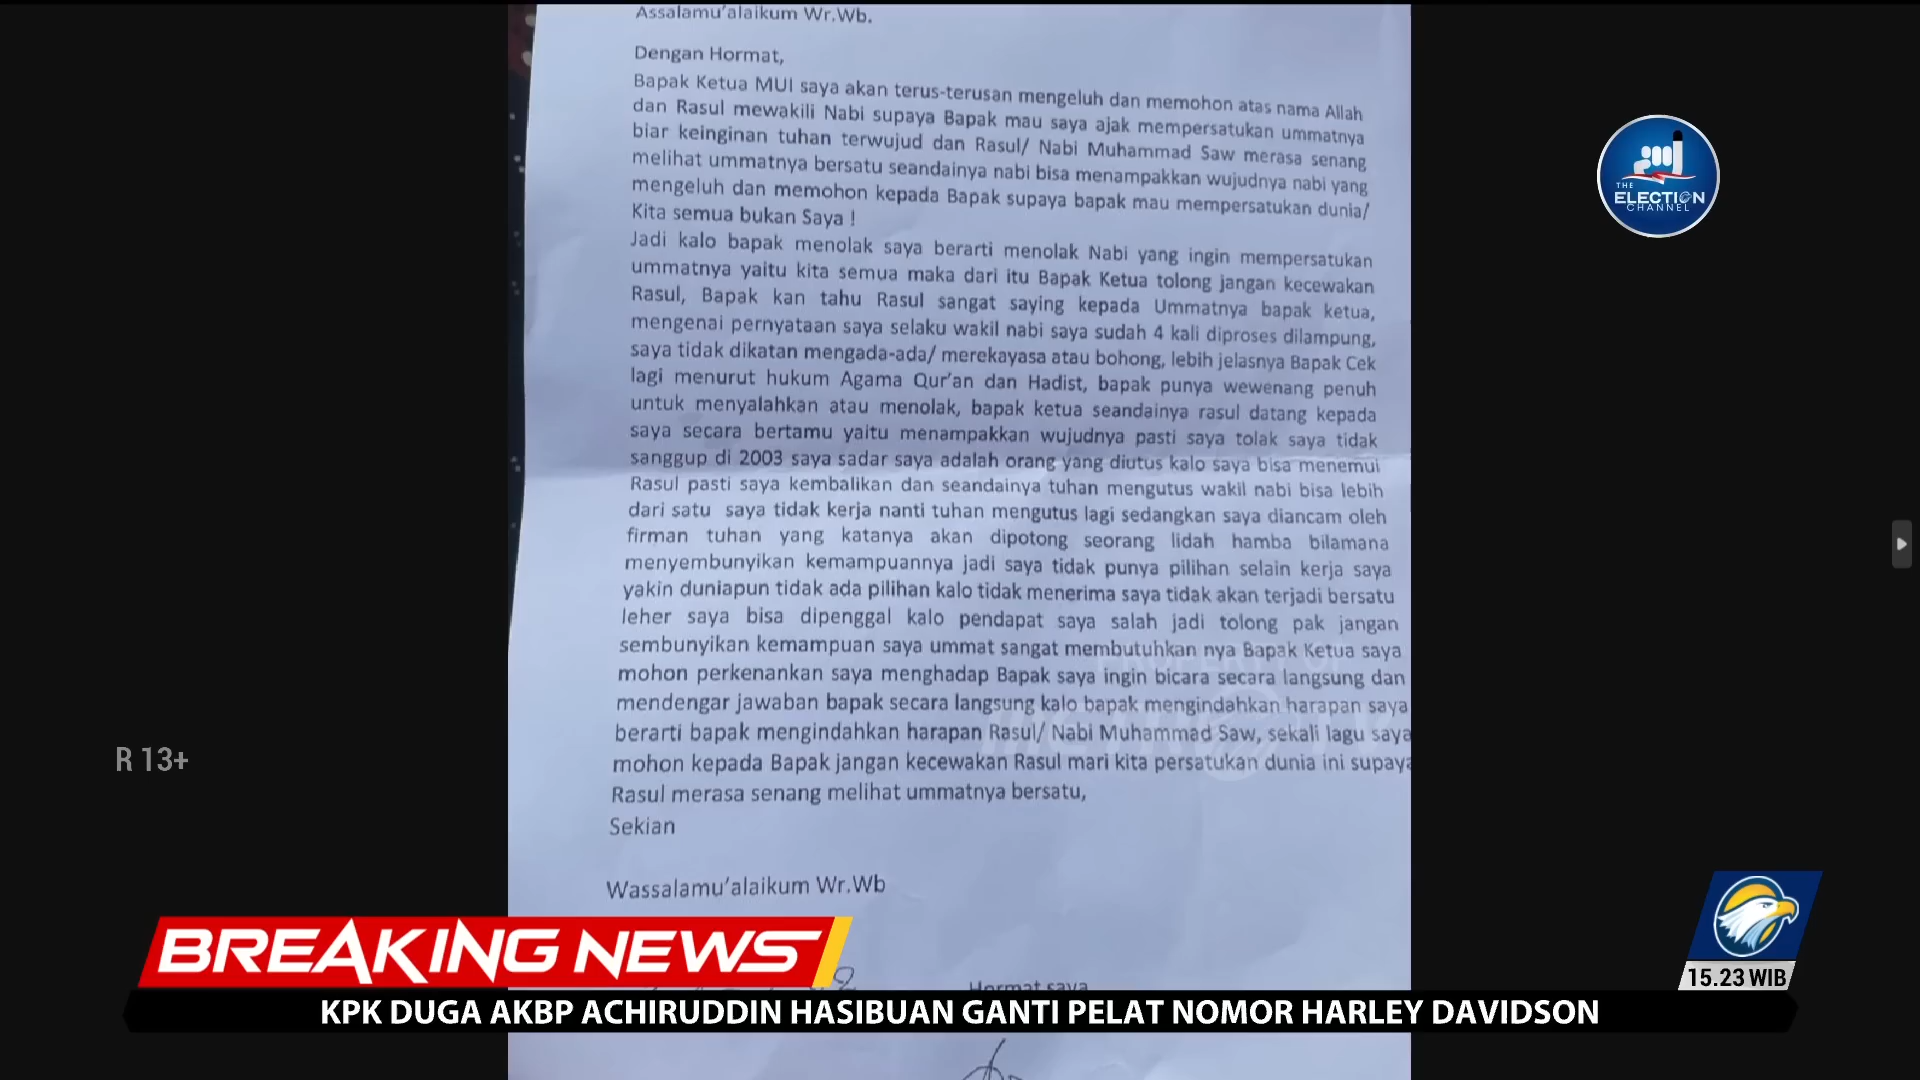 Assalamu'alaikum Wr.Wb.
Dengan Hormat,
Bapak Ketua MUI saya akan terus-terusan mengeluh dan memohon atas nama Allah
dan Rasul mewakili Nabi supaya Bapak mau saya ajak mempersatukan ummatnya
biar keinginan tuhan terwujud dan Rasul/ Nabi Muhammad Saw merasa senang
melihat ummatnya bersatu seandainya nabi bisa menampakkan wujudnya nabi yang
mengeluh dan memohon kepada Bapak supaya bapak mau mempersatukan dunia/
Kita semua bukan Saya !
Jadi kalo bapak menolak saya berarti menolak Nabi yang ingin mempersatukan
ummatnya yaitu kita semua maka dari itu Bapak Ketua tolong jangan kecewakan
Rasul, Bapak kan tahu Rasul sangat saying kepada Ummatnya bapak ketua,
mengenai pernyataan saya selaku wakil nabi saya sudah 4 kali diproses dilampung,
saya tidak dikatan mengada-ada/ merekayasa atau bohong, lebih jelasnya Bapak Cek
lagi menurut hukum Agama Qur'an dan Hadist, bapak punya wewenang penuh
untuk menyalahkan atau menolak, bapak ketua seandainya rasul datang kepada
saya secara bertamu yaitu menampakkan wujudnya pasti saya tolak saya tidak
sanggup di 2003 saya sadar saya adalah orang yang diutus kalo saya bisa menemui
Rasul pasti saya kembalikan dan seandainya tuhan mengutus wakil nabi bisa lebih
dari satu saya tidak kerja nanti tuhan mengutus lagi sedangkan saya diancam oleh
firman tuhan yang katanya akan dipotong seorang lidah hamba bilamana
menyembunyikan kemampuannya jadi saya tidak punya pilihan selain kerja saya
yakin duniapun tidak ada pilihan kalo tidak menerima saya tidak akan terjadi bersatu
leher saya bisa dipenggal kalo pendapat saya salah jadi tolong pak jangan
sembunyikan kemampuan saya ummat sangat membutuhkan nya Bapak Ketua saya
mohon perkenankan saya menghadap Bapak saya ingin bicara secara langsung dan
mendengar jawaban bapak secara langsung kalo bapak mengindahkan harapan saya
berarti bapak mengindahkan harapan Rasul/ Nabi Muhammad Saw, sekali lagu saya
mohon kepada Bapak jangan kecewakan Rasul mari kita persatukan dunia ini supaya
Rasul merasa senang melihat ummatnya bersatu,
Sekian
Wassalamu'alaikum Wr.Wb
Hormat saya
PROPERTY OF
METRO TV
THE
ELECTION
CHANNEL
R 13+
BREAKING NEWS
15.23 WIB
KPK DUGA AKBP ACHIRUDDIN HASIBUAN GANTI PELAT NOMOR HARLEY DAVIDSON